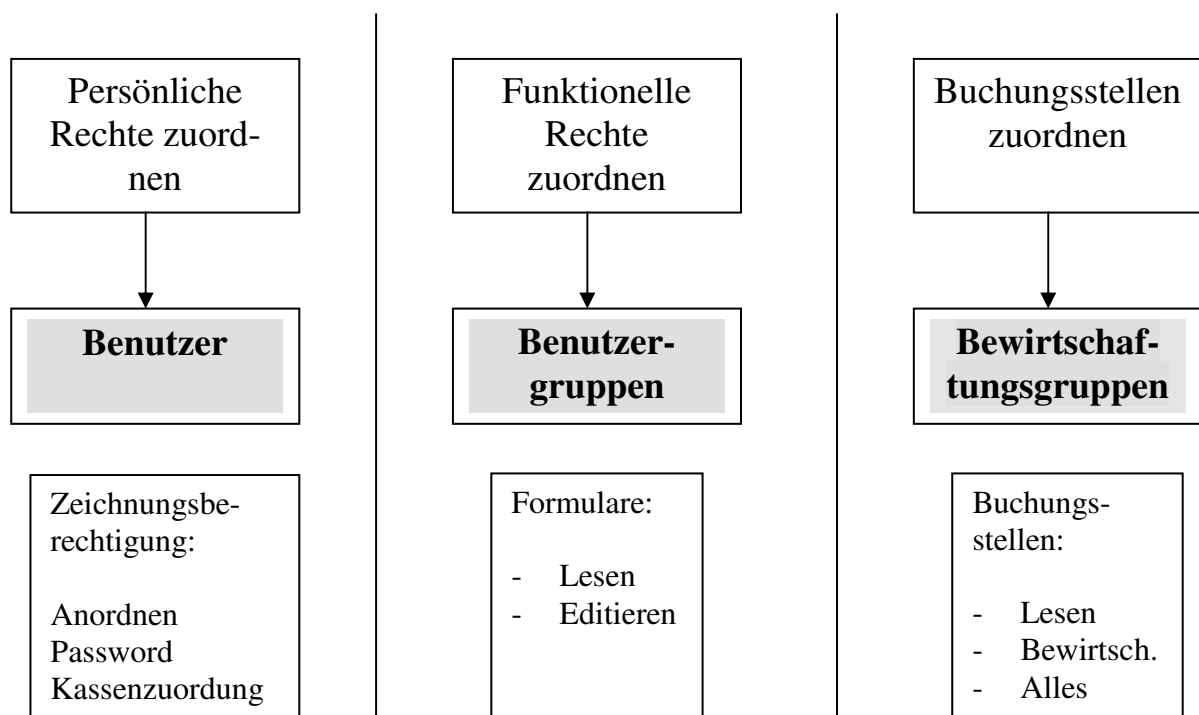 Persönliche
Rechte zuord-
nen
Benutzer
Zeichnungsbe-
rechtigung:
Anordnen
Password
Kassenzuordung
Funktionelle
Rechte
zuordnen
Benutzer-
gruppen
Formulare:
- Lesen
- Editieren
Buchungsstellen
zuordnen
Bewirtschaf-
tungsgruppen
Buchungs-
stellen:
- Lesen
- Bewirtsch.
- Alles